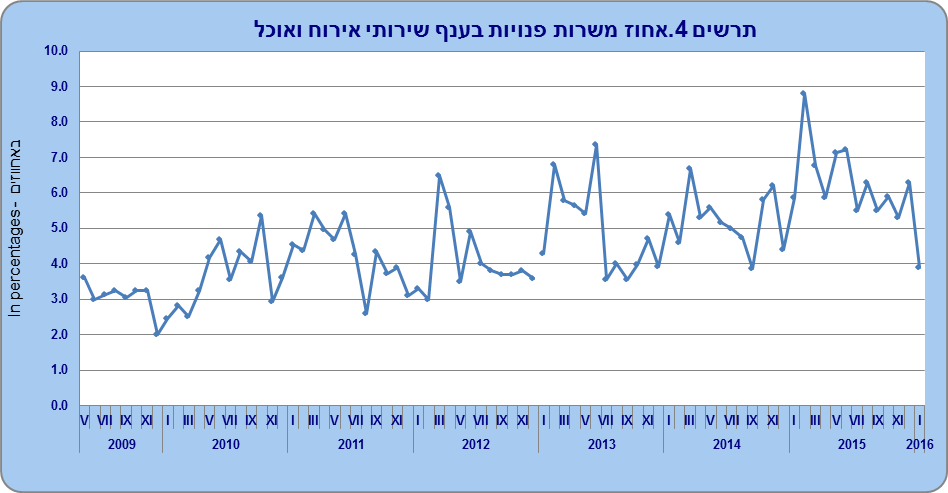 תרשים 4.אחוז משרות פנויות בענף שירותי אירוח ואוכל
10.0
9.0
8.0
7.0
6.0
5.0
4.0
3.0
2.0
1.0
0.0
באחוזים - In percentages
V VII IX XI I III V VII IX XI I III V VII IX XI I III V VII IX XI I III V VII IX XI I III V VII IX XI I III V VII IX XI I
2009 2010 2011 2012 2013 2014 2015 2016